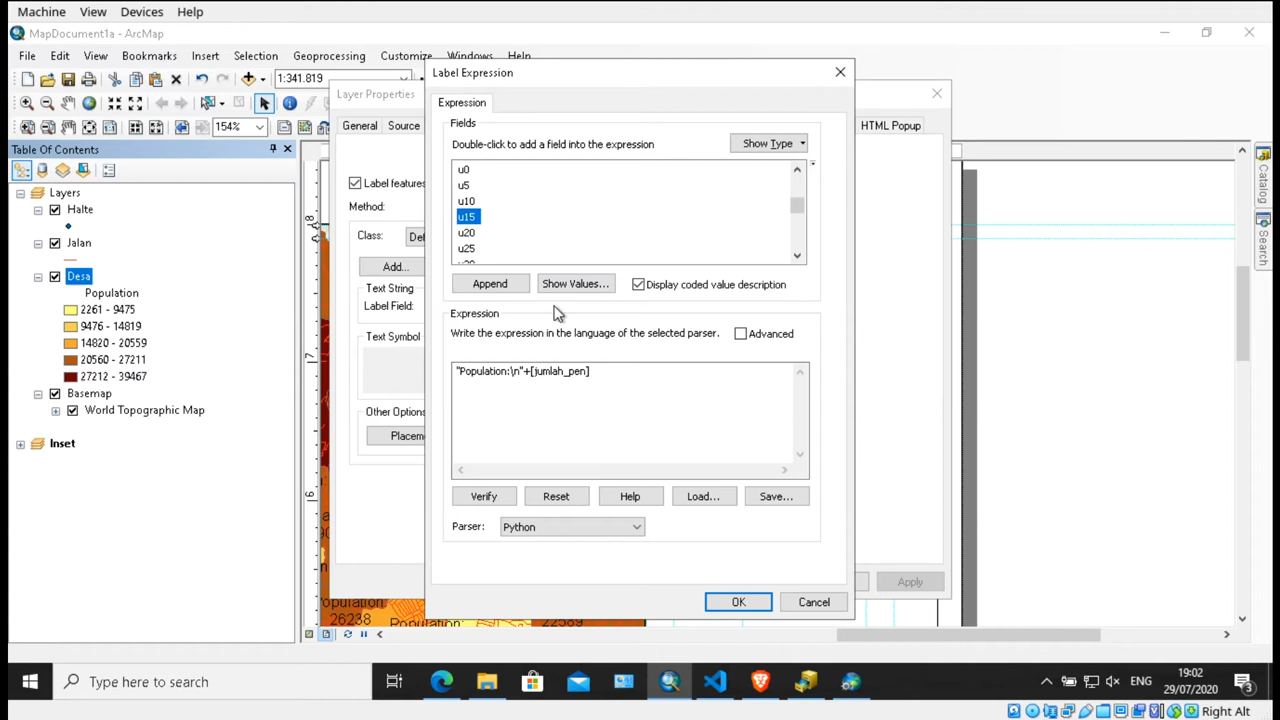 Machine View Devices Help
MapDocument1a - ArcMap
File Edit View Bookmarks Insert Selection Geoprocessing Customize Windows Help
1:341.819
154%
Table Of Contents
Layers
Halte
Jalan
Desa
Population
2261 - 9475
9476 - 14819
14820 - 20559
20560 - 27211
27212 - 39467
Basemap
World Topographic Map
Inset
Layer Properties
General Source
HTML Popup
Label features
Method:
Class:
Add...
Text String
Label Field:
Text Symbol
Other Options
Apply
Label Expression
Expression
Fields
Double-click to add a field into the expression
Show Type
u0
u5
u10
u15
u20
u25
Append Show Values... Display coded value description
Expression
Write the expression in the language of the selected parser. Advanced
"Population:\n"+[jumlah_pen]
Verify Reset Help Load... Save...
Parser: Python
OK Cancel
26238
Population:
22589
Catalog
Search
Type here to search
ENG
19:02
29/07/2020
3
Right Alt